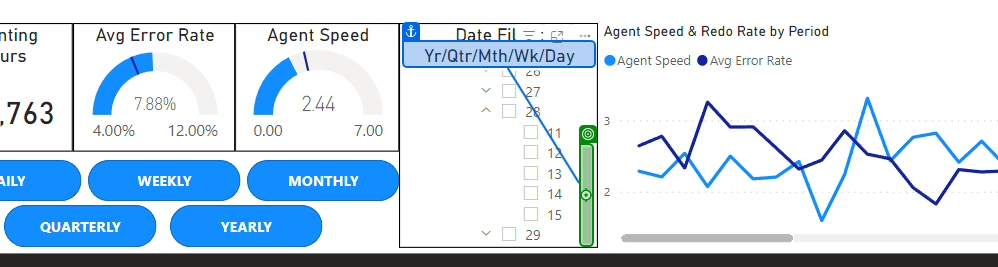 nting
urs
,763
Avg Error Rate
7.88%
4.00%
12.00%
Agent Speed
2.44
0.00
7.00
Date Fil
Yr/Qtr/Mth/Wk/Day
26
27
28
11
12
13
14
15
29
AILY
WEEKLY
MONTHLY
QUARTERLY
YEARLY
Agent Speed & Redo Rate by Period
Agent Speed
Avg Error Rate
3
2